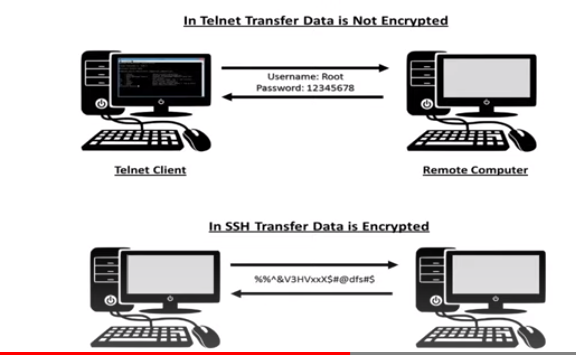 In Telnet Transfer Data is Not Encrypted
Username: Root
Password: 12345678
Telnet Client
Remote Computer
In SSH Transfer Data is Encrypted
%%^&V3HVxxX$#@dfs#$